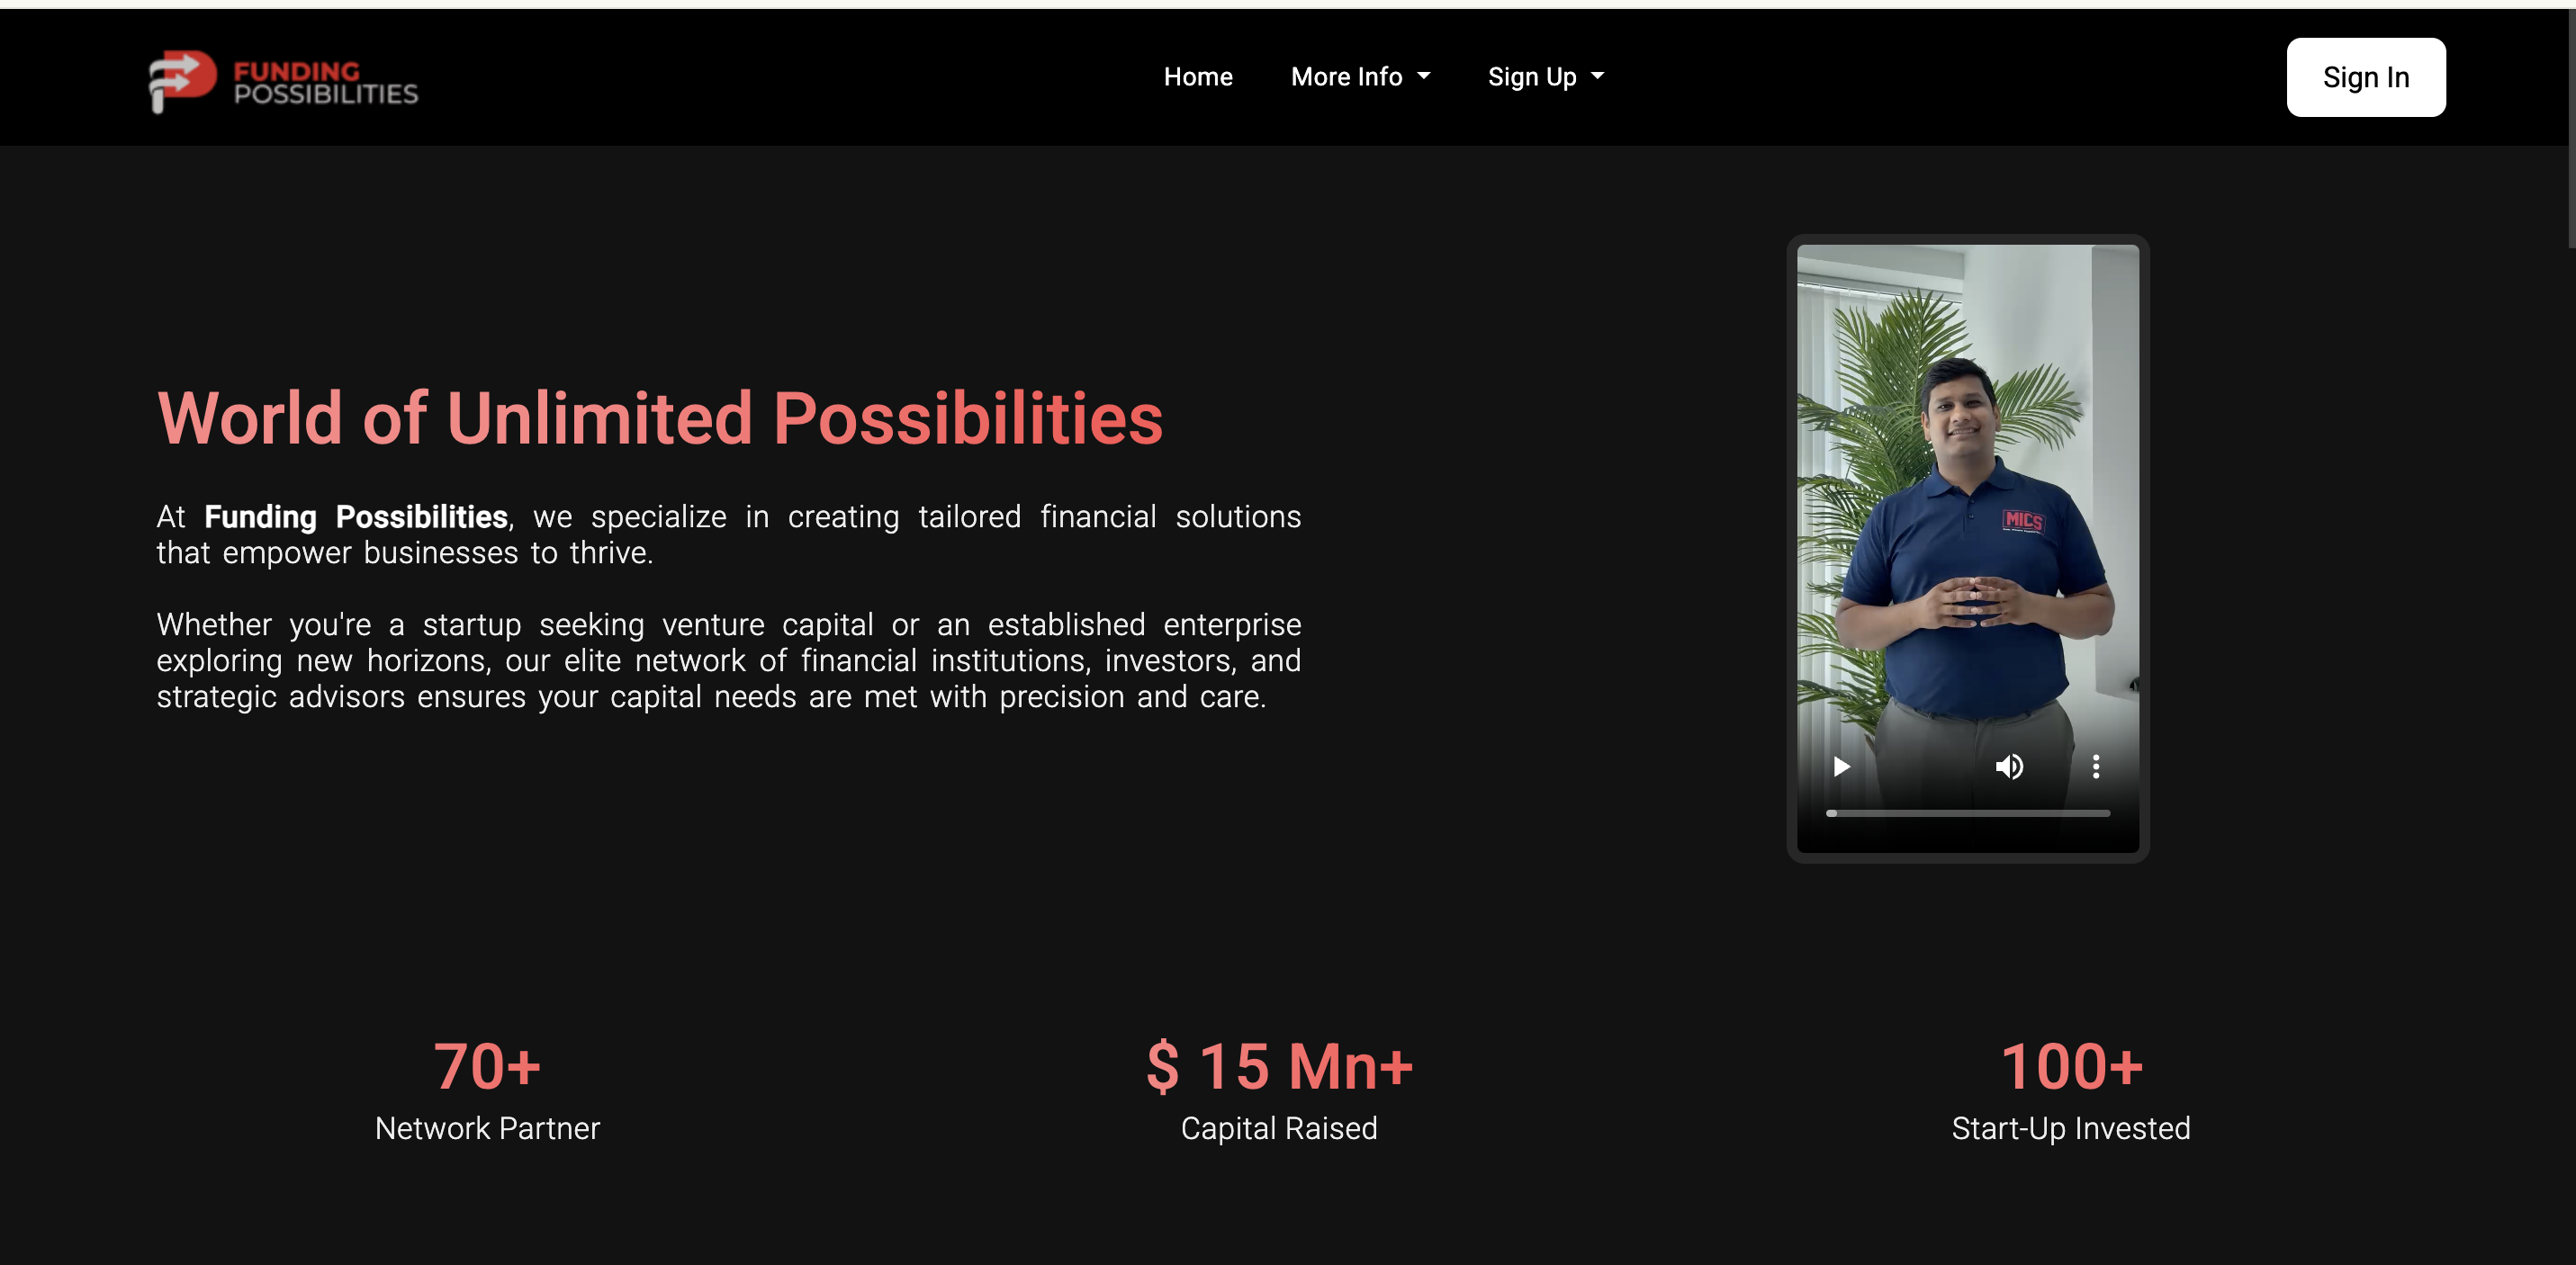 FUNDING
POSSIBILITIES
Home
More Info
Sign Up
Sign In
World of Unlimited Possibilities
At Funding Possibilities, we specialize in creating tailored financial solutions
that empower businesses to thrive.
Whether you're a startup seeking venture capital or an established enterprise
exploring new horizons, our elite network of financial institutions, investors, and
strategic advisors ensures your capital needs are met with precision and care.
MICS
70+
Network Partner
$ 15 Mn+
Capital Raised
100+
Start-Up Invested